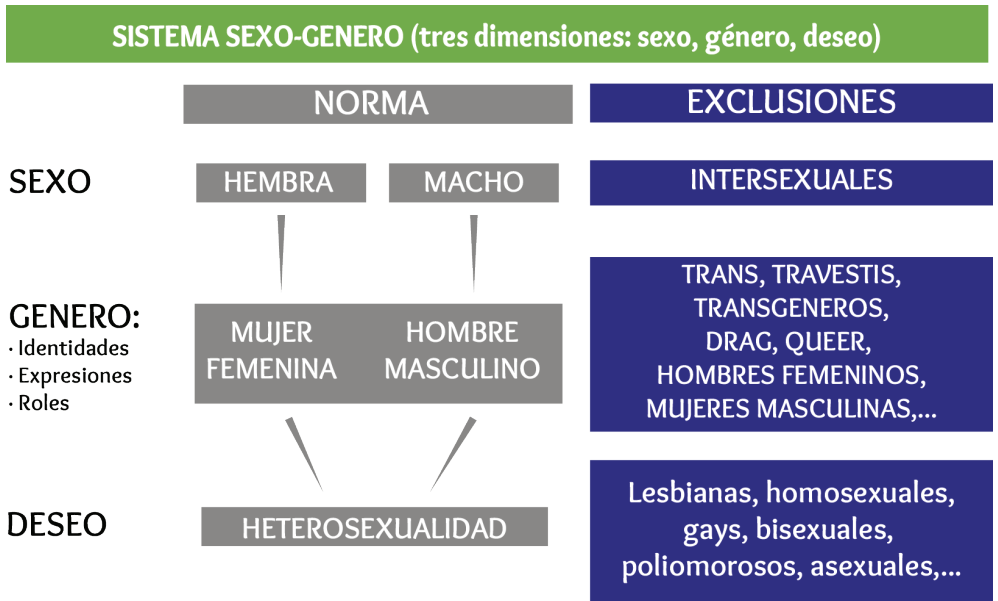 SISTEMA SEXO-GENERO (tres dimensiones: sexo, género, deseo)
NORMA
EXCLUSIONES
SEXO
HEMBRA
MACHO
INTERSEXUALES
GENERO:
· Identidades
· Expresiones
· Roles
MUJER
FEMENINA
HOMBRE
MASCULINO
TRANS, TRAVESTIS,
TRANSGENEROS,
DRAG, QUEER,
HOMBRES FEMENINOS,
MUJERES MASCULINAS,...
DESEO
HETEROSEXUALIDAD
Lesbianas, homosexuales,
gays, bisexuales,
poliomorosos, asexuales,...